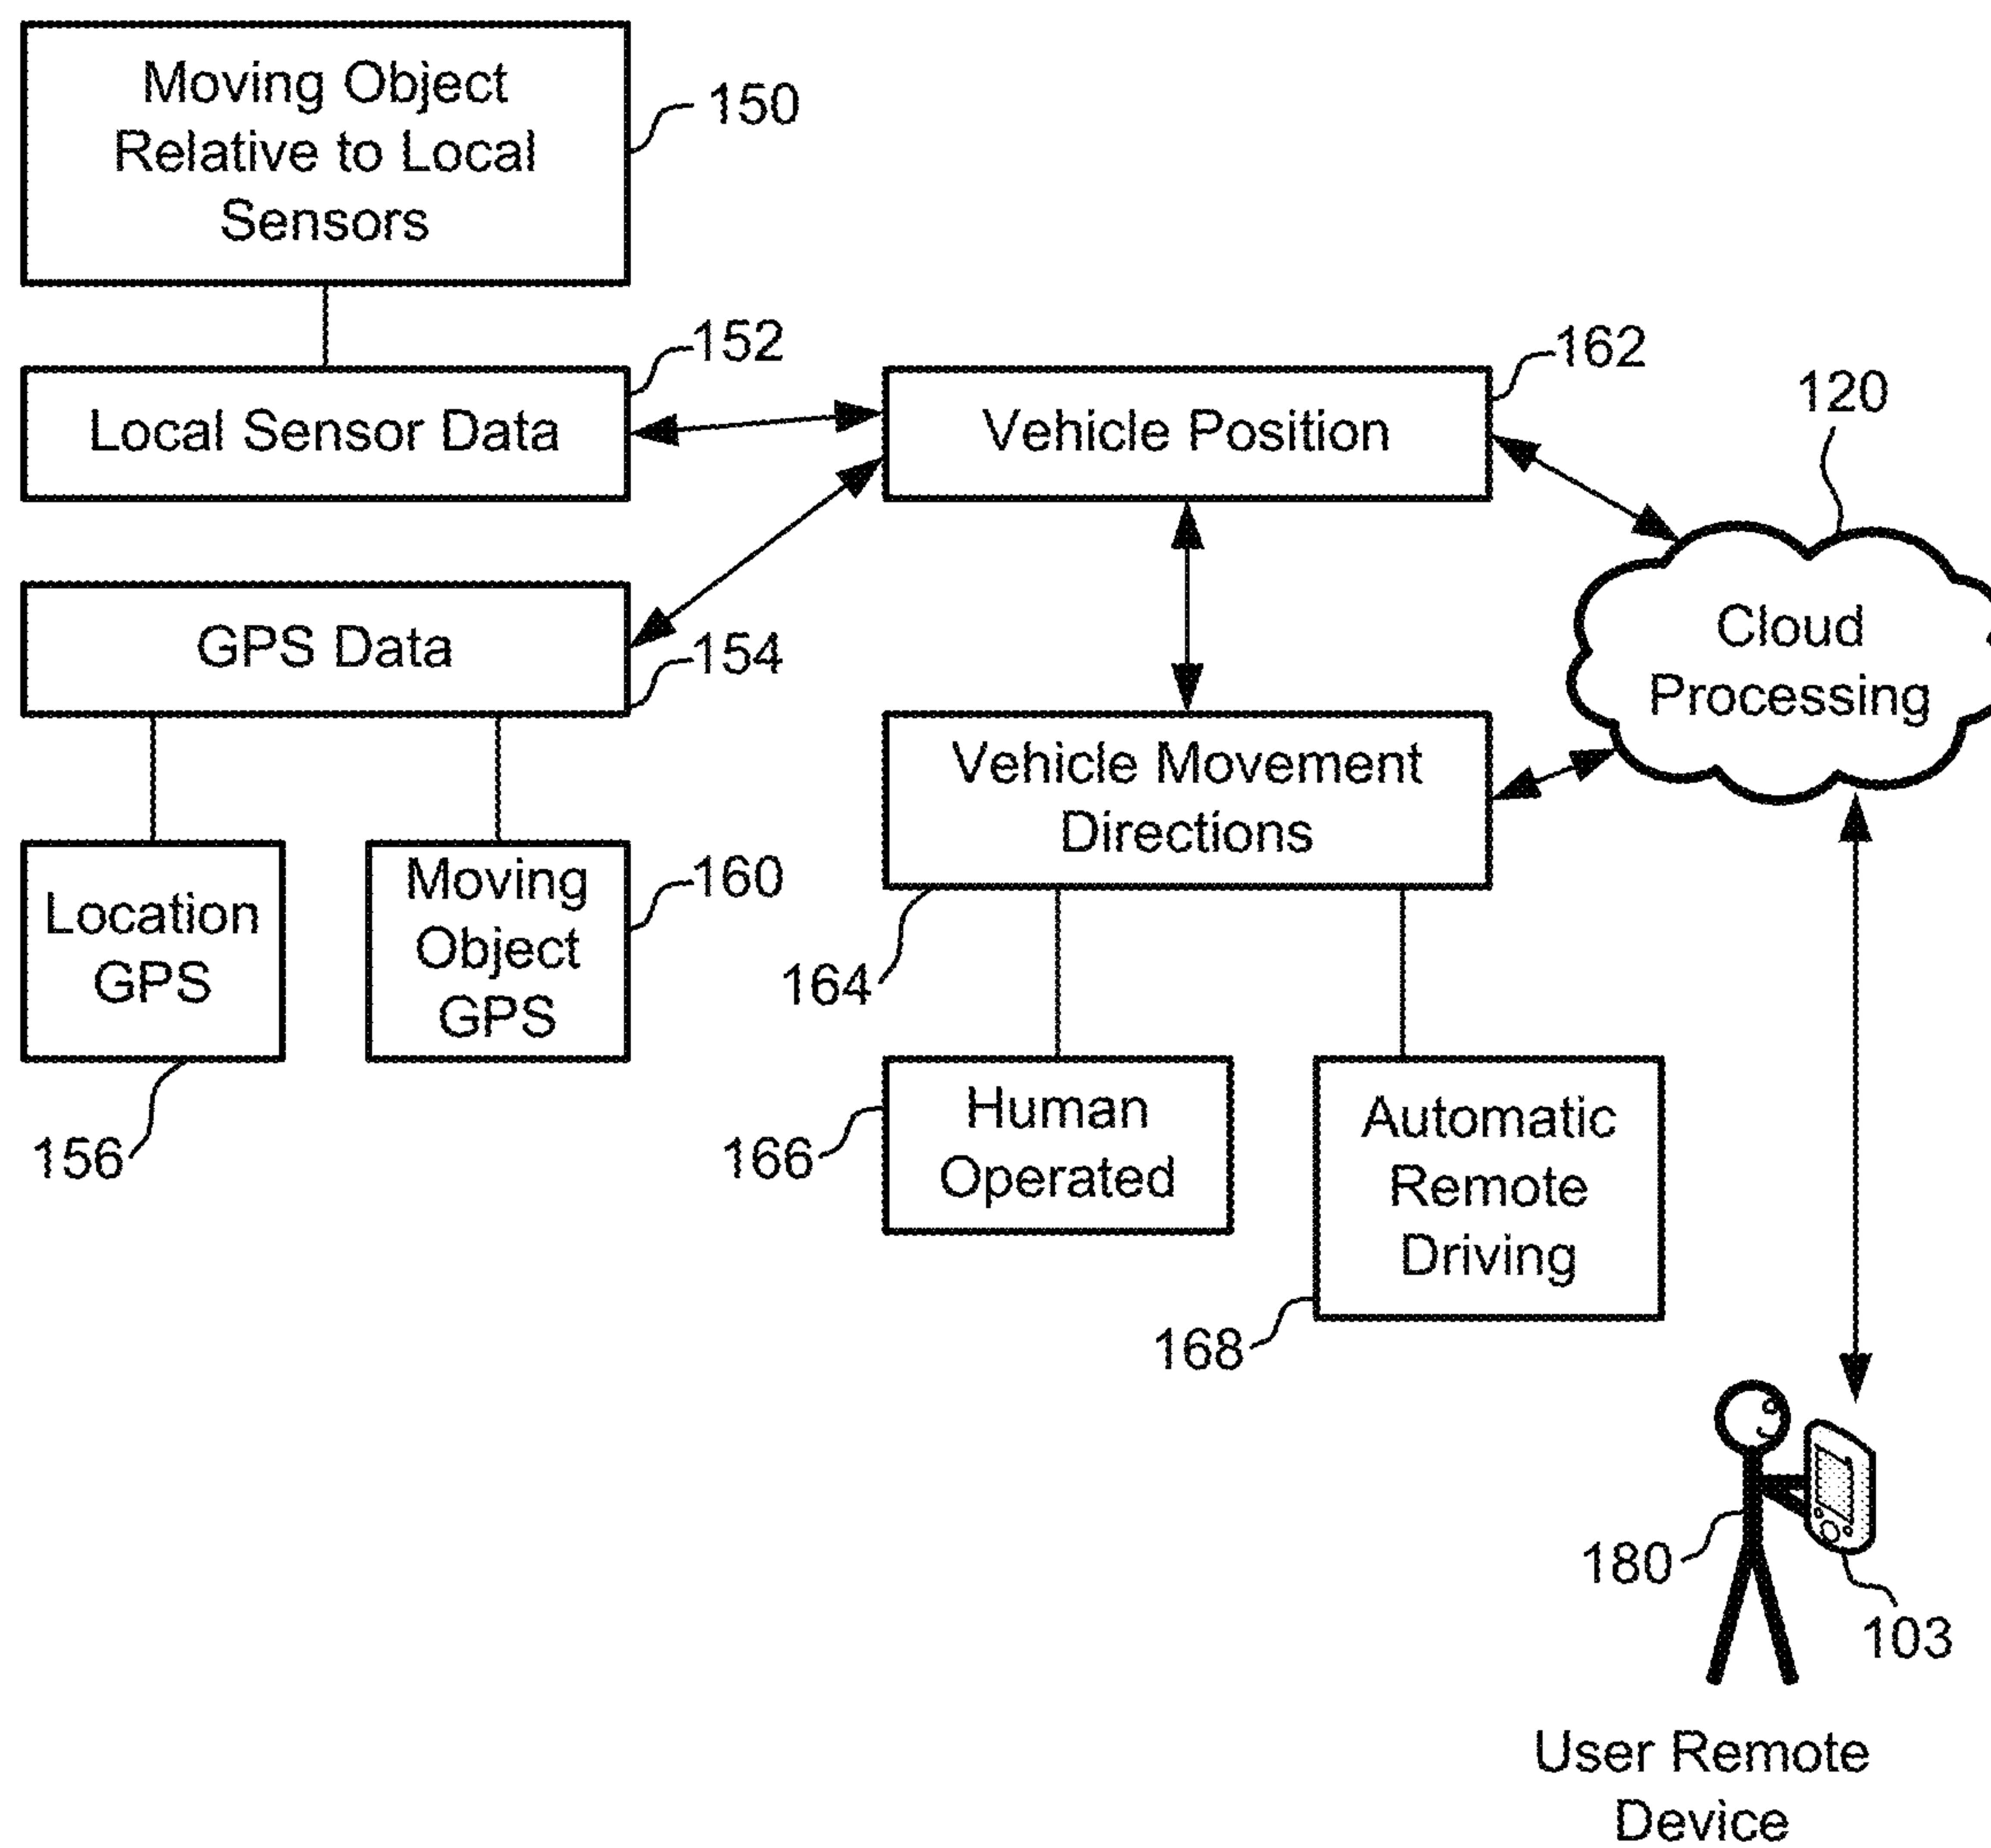 Moving Object
Relative to Local
Sensors
150
152
Local Sensor Data
162
Vehicle Position
120
GPS Data
154
Cloud
Processing
Vehicle Movement
Directions
164
Location
GPS
156
Moving
Object
GPS
160
166
Human
Operated
Automatic
Remote
Driving
168
180
103
User Remote
Device